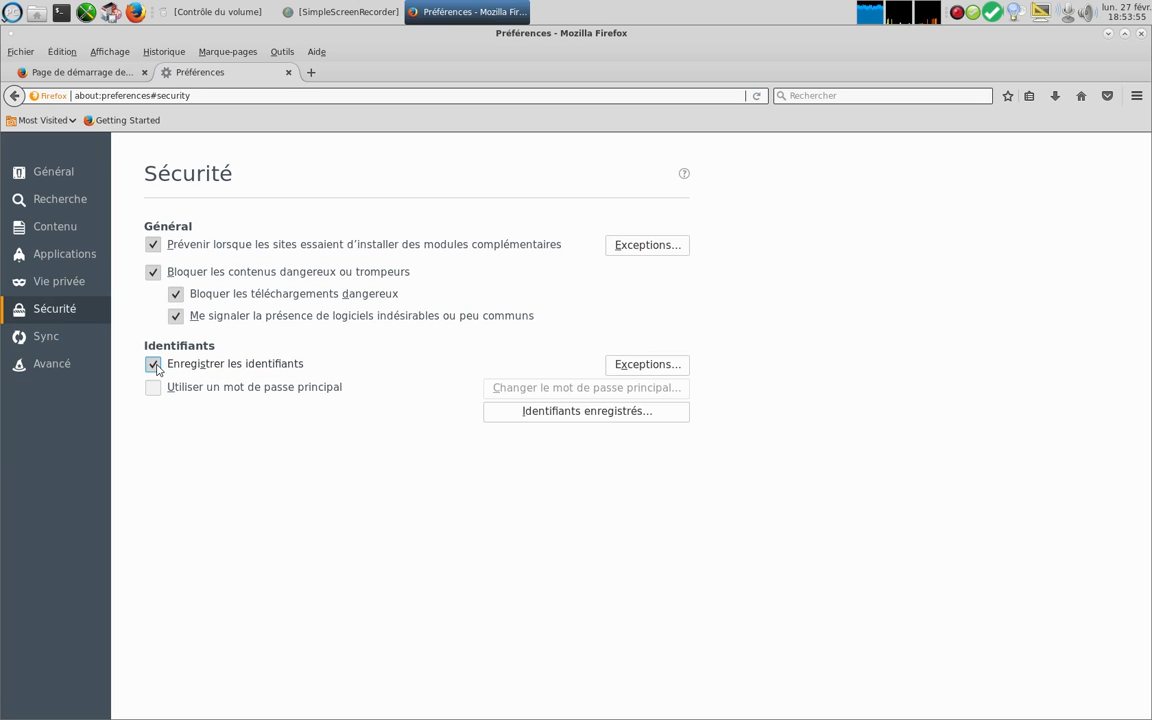 [Contrôle du volume]
[SimpleScreenRecorder]
Préférences - Mozilla Fir...
lun. 27 févr.
18:53:55
Préférences - Mozilla Firefox
Fichier Édition Affichage Historique Marque-pages Outils Aide
Page de démarrage de...
Préférences
Firefox
about:preferences#security
Rechercher
Most Visited
Getting Started
Général
Recherche
Contenu
Applications
Vie privée
Sécurité
Sync
Avancé
Sécurité
Général
Prévenir lorsque les sites essaient d’installer des modules complémentaires
Exceptions...
Bloquer les contenus dangereux ou trompeurs
Bloquer les téléchargements dangereux
Me signaler la présence de logiciels indésirables ou peu communs
Identifiants
Enregistrer les identifiants
Exceptions...
Utiliser un mot de passe principal
Changer le mot de passe principal...
Identifiants enregistrés...